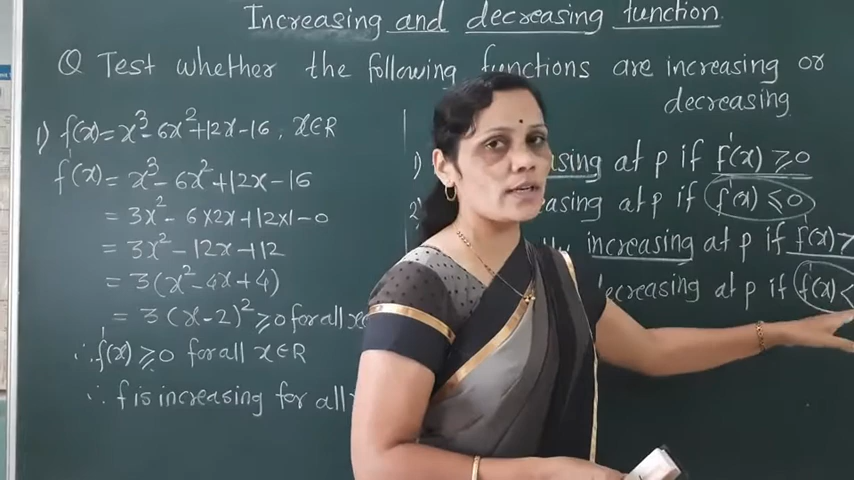 Increasing and decreasing function
Q Test whether the following functions are increasing or
decreasing.
1) f(x) = x³-6x²+12x-16, x∈R
f'(x) = x³-6x²+12x-16
= 3x²-6×2x+12×1-0
= 3x²-12x+12
= 3(x²-4x+4)
= 3(x-2)² ≥0 for all x∈
∴ f'(x) ≥0 for all x∈R
∴ f is increasing for all
1) at p if f'(x) ≥0
2 at p if f'(x) ≤0
increasing at p if f'(x) >
decreasing at p if f'(x) <